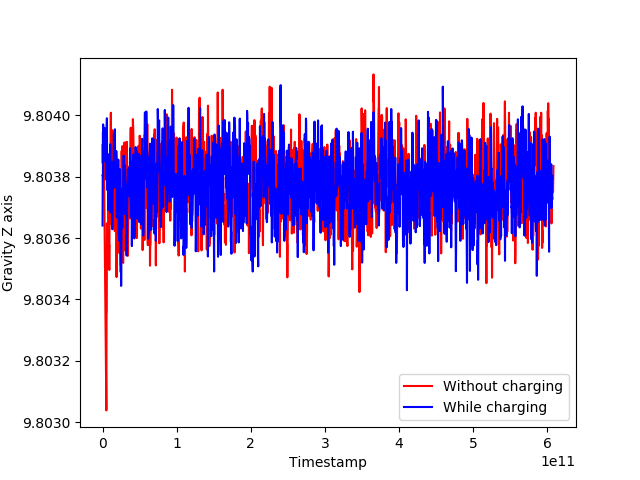 9.8040
9.8038
9.8036
9.8034
9.8032
9.8030
Gravity Z axis
Without charging
While charging
0 1 2 3 4 5 6
1e11
Timestamp